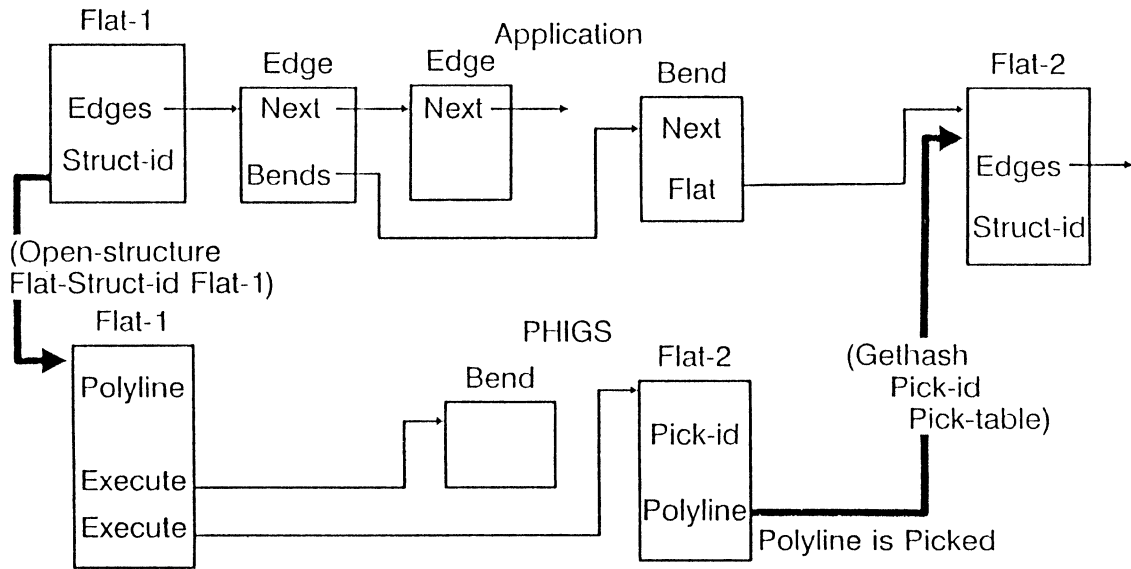 Flat-1
Application
Edge
Edge
Bend
Flat-2
Edges
Next
Next
Next
Struct-id
Bends
Flat
Edges
Struct-id
(Open-structure
Flat-Struct-id Flat-1)
Flat-1
PHIGS
Flat-2
Bend
(Gethash
Pick-id
Pick-table)
Polyline
Pick-id
Execute
Execute
Polyline
Polyline is Picked